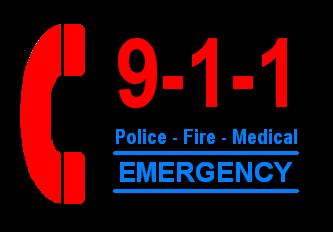 9-1-1
Police - Fire - Medical
EMERGENCY